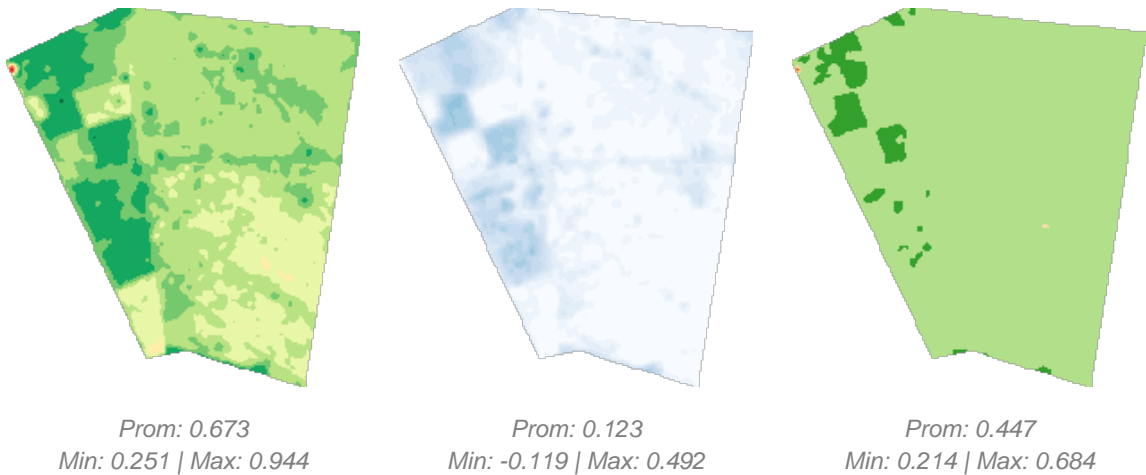 Prom: 0.673
Min: 0.251 | Max: 0.944
Prom: 0.123
Min: -0.119 | Max: 0.492
Prom: 0.447
Min: 0.214 | Max: 0.684